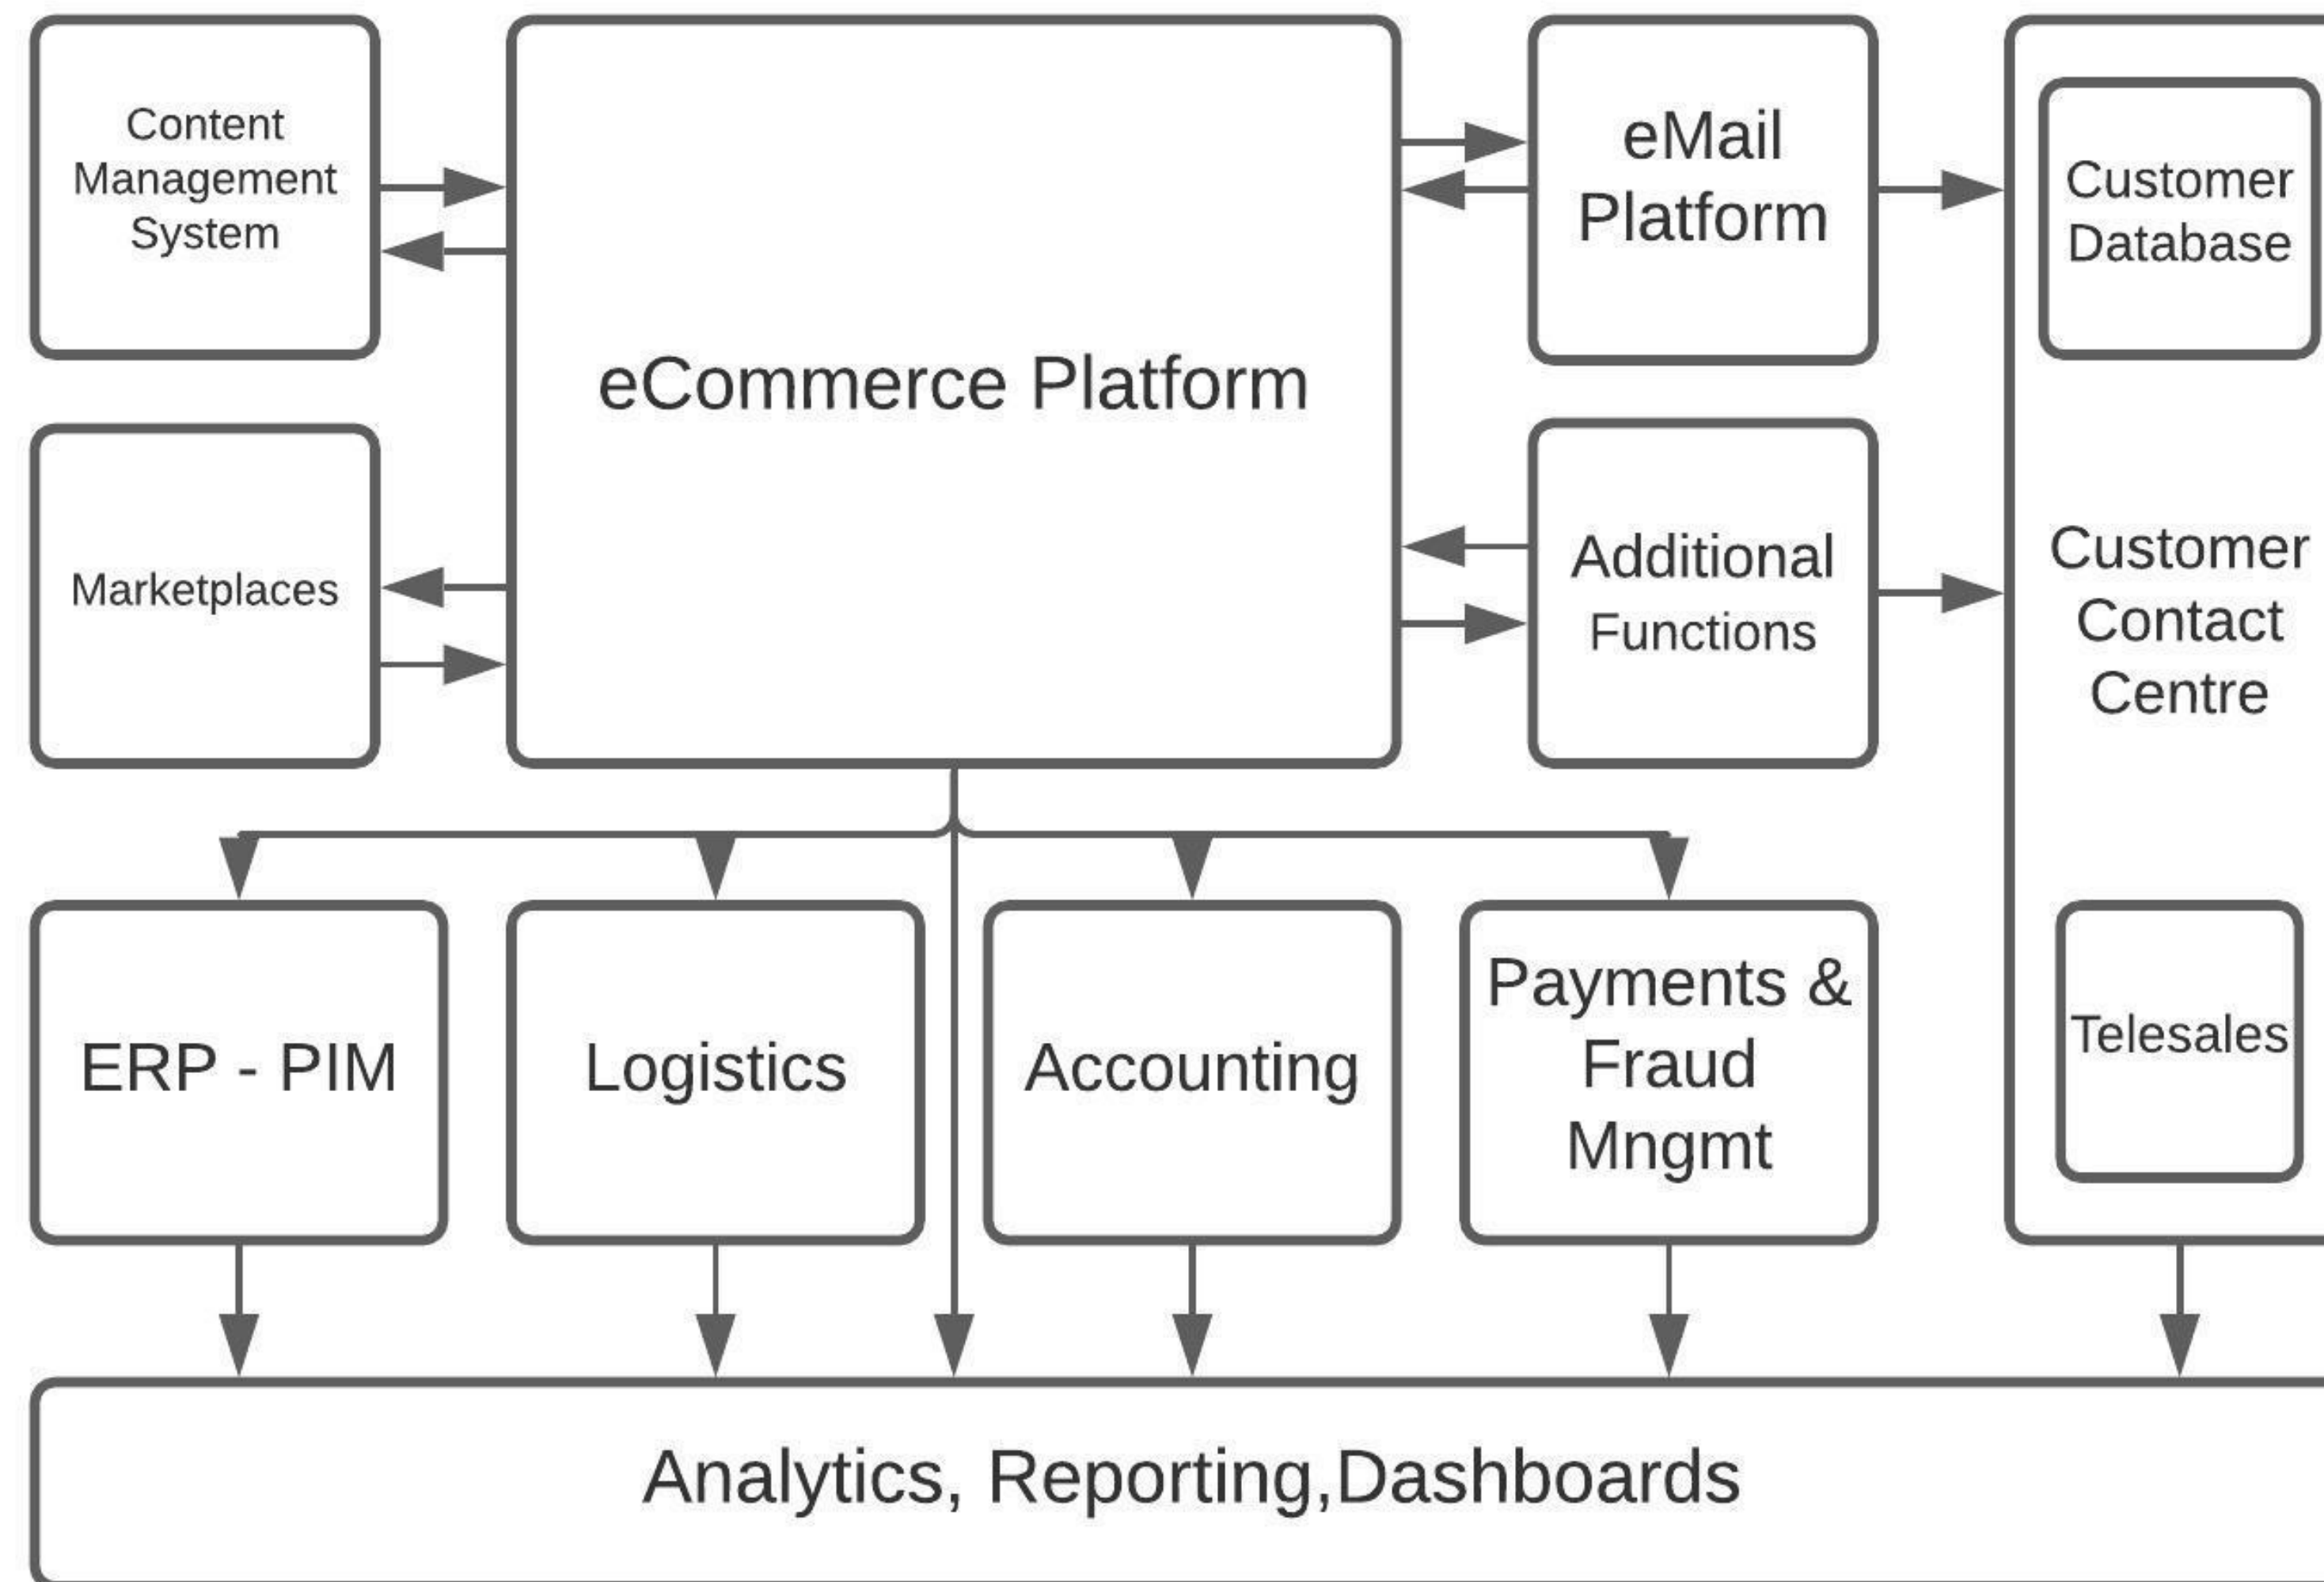 Content
Management
System
eCommerce Platform
eMail
Platform
Customer
Database
Marketplaces
Additional
Functions
Customer
Contact
Centre
ERP - PIM
Logistics
Accounting
Payments &
Fraud
Mngmt
Telesales
Analytics, Reporting,Dashboards